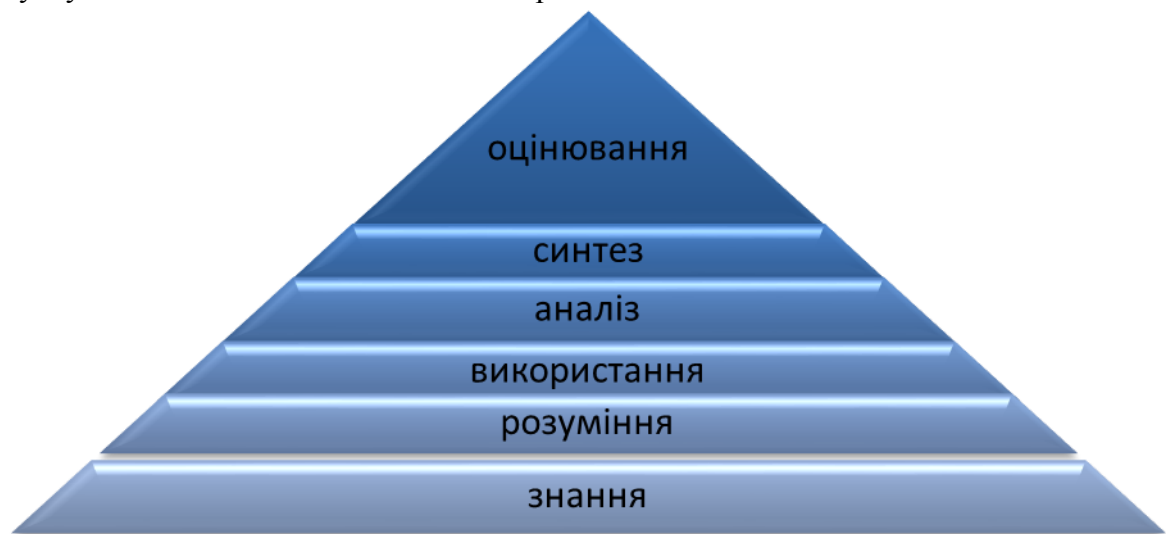 оцінювання
синтез
аналіз
використання
розуміння
знання